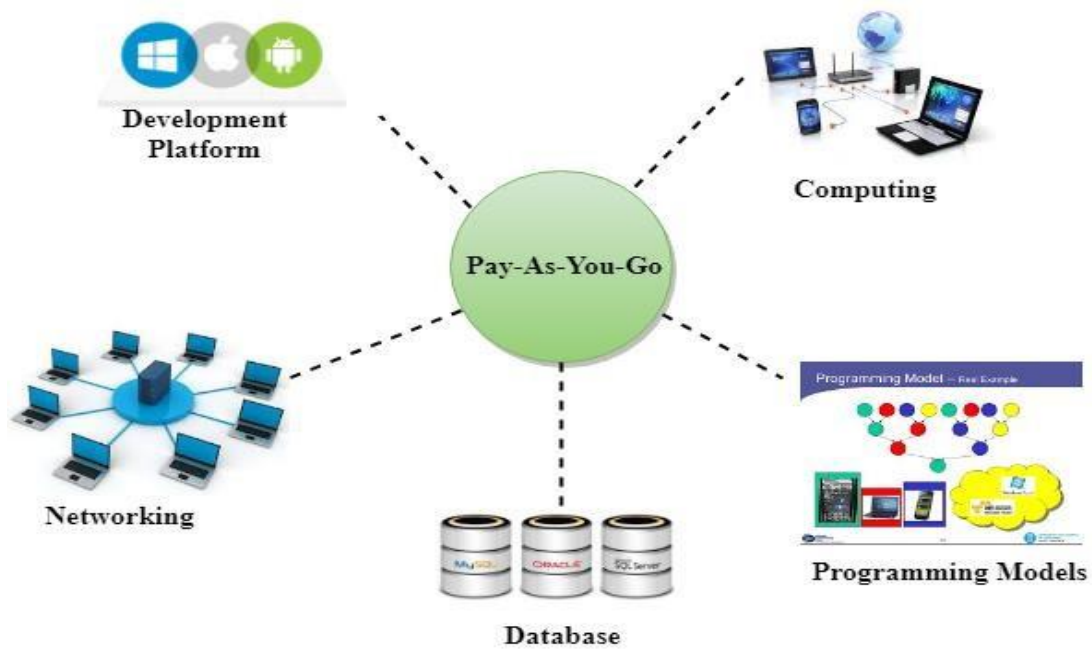 Development
Platform
Computing
Pay-As-You-Go
Networking
Programming Model – Real Example
MySQL
ORACLE
SQL Server
Programming Models
Database